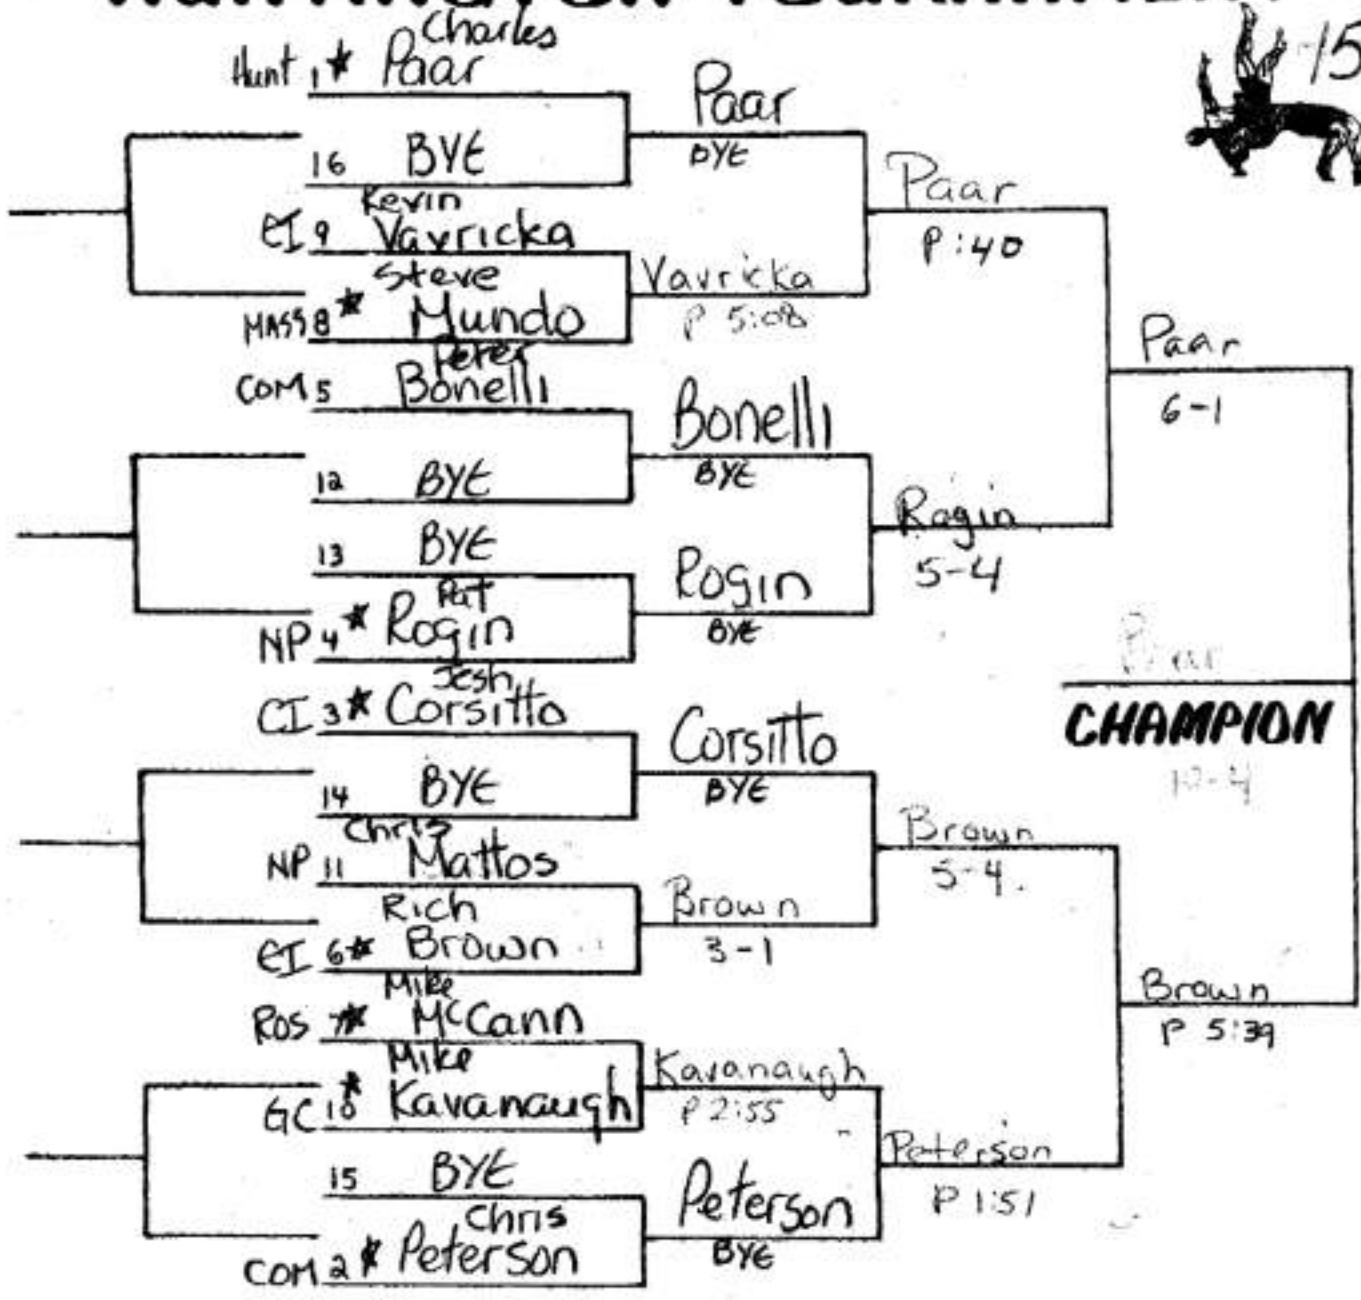 Charles
Hunt 1 * Paar
16 BYE
Kevin
EI 9 Vavricka
Steve
MASS 8 * Mundo
Peter
COM 5 Bonelli
12 BYE
13 BYE
Pat
NP 4 * Rogin
Josh
CI 3 * Corsitto
14 BYE
Chris
NP 11 Mattos
Rich
EI 6 * Brown
Mike
ROS 7 * McCann
Mike
GC 10 * Kavanaugh
15 BYE
Chris
COM 2 * Peterson
Paar
BYE
Vavricka
P 5:08
Bonelli
BYE
Rogin
BYE
Corsitto
BYE
Brown
3-1
Kavanaugh
P 2:55
Peterson
BYE
Paar
P :40
Rogin
5-4
Brown
5-4.
Peterson
P 1:51
Paar
6-1
Brown
P 5:39
Paar
CHAMPION